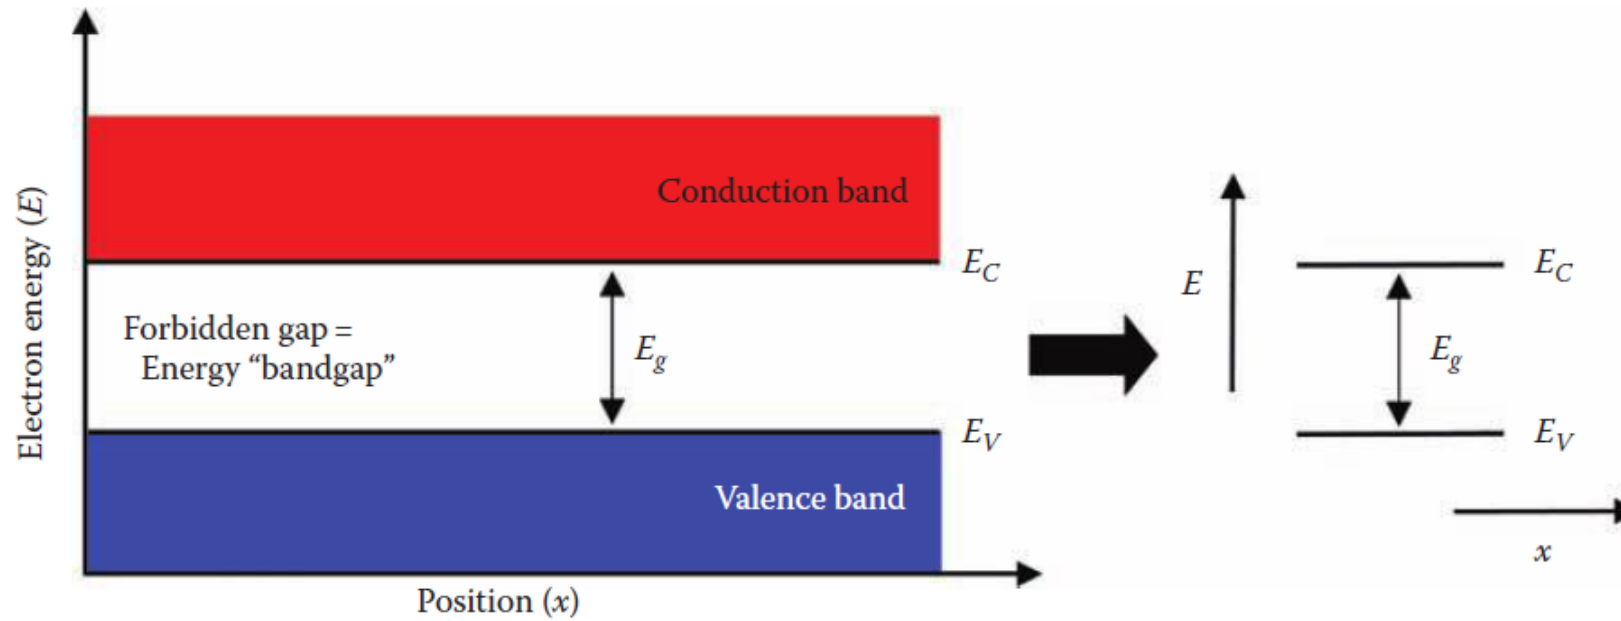 Electron energy (E)
Conduction band
E_C
Forbidden gap =
Energy “bandgap”
E_g
E_V
Valence band
Position (x)
E
E_C
E_g
E_V
x